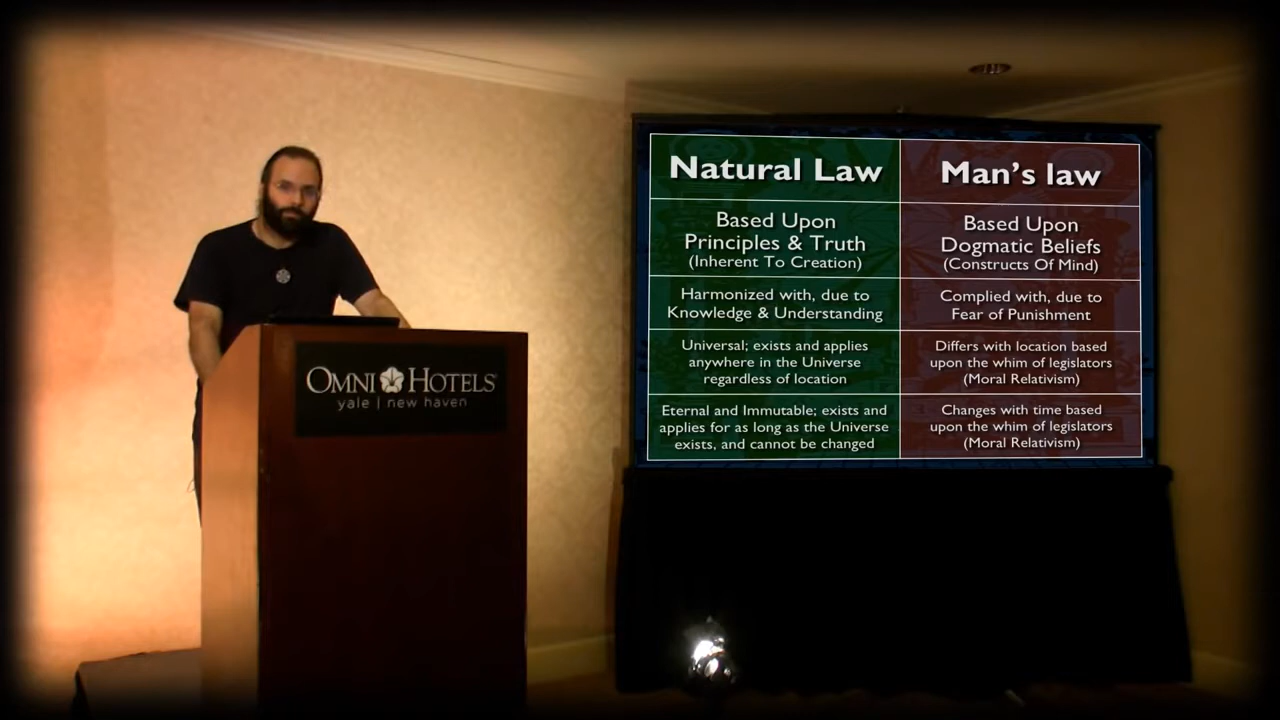 OMNI HOTELS
yale | new haven
Natural Law
Man's law
Based Upon
Principles & Truth
(Inherent To Creation)
Based Upon
Dogmatic Beliefs
(Constructs Of Mind)
Harmonized with, due to
Knowledge & Understanding
Complied with, due to
Fear of Punishment
Universal; exists and applies
anywhere in the Universe
regardless of location
Differs with location based
upon the whim of legislators
(Moral Relativism)
Eternal and Immutable; exists and
applies for as long as the Universe
exists, and cannot be changed
Changes with time based
upon the whim of legislators
(Moral Relativism)